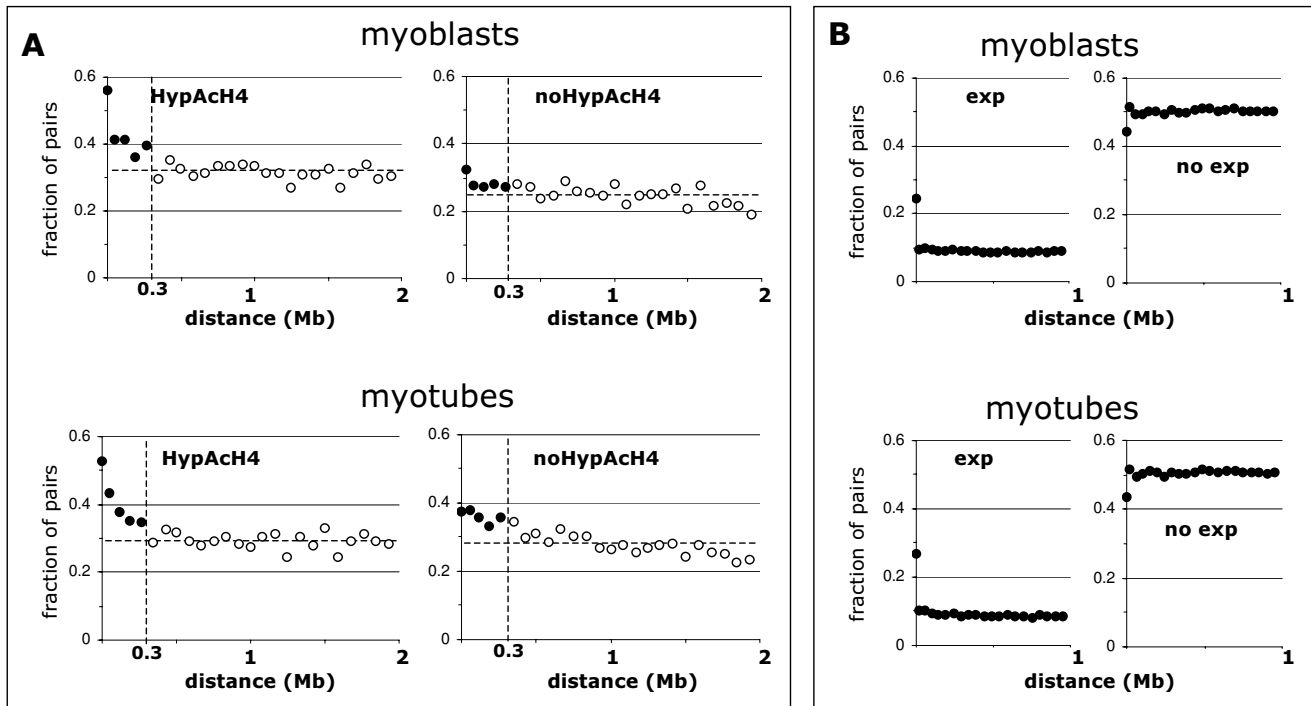 A
myoblasts
fraction of pairs
0.6
0.4
0.2
0
HypAcH4
0.3
1
2
distance (Mb)
0.6
0.4
0.2
0
noHypAcH4
0.3
1
2
distance (Mb)
myotubes
fraction of pairs
0.6
0.4
0.2
0
HypAcH4
0.3
1
2
distance (Mb)
0.6
0.4
0.2
0
noHypAcH4
0.3
1
2
distance (Mb)
B
myoblasts
fraction of pairs
0.6
0.4
0.2
0
exp
1
distance (Mb)
0.6
0.4
0.2
0
no exp
1
distance (Mb)
myotubes
fraction of pairs
0.6
0.4
0.2
0
exp
1
distance (Mb)
0.6
0.4
0.2
0
no exp
1
distance (Mb)